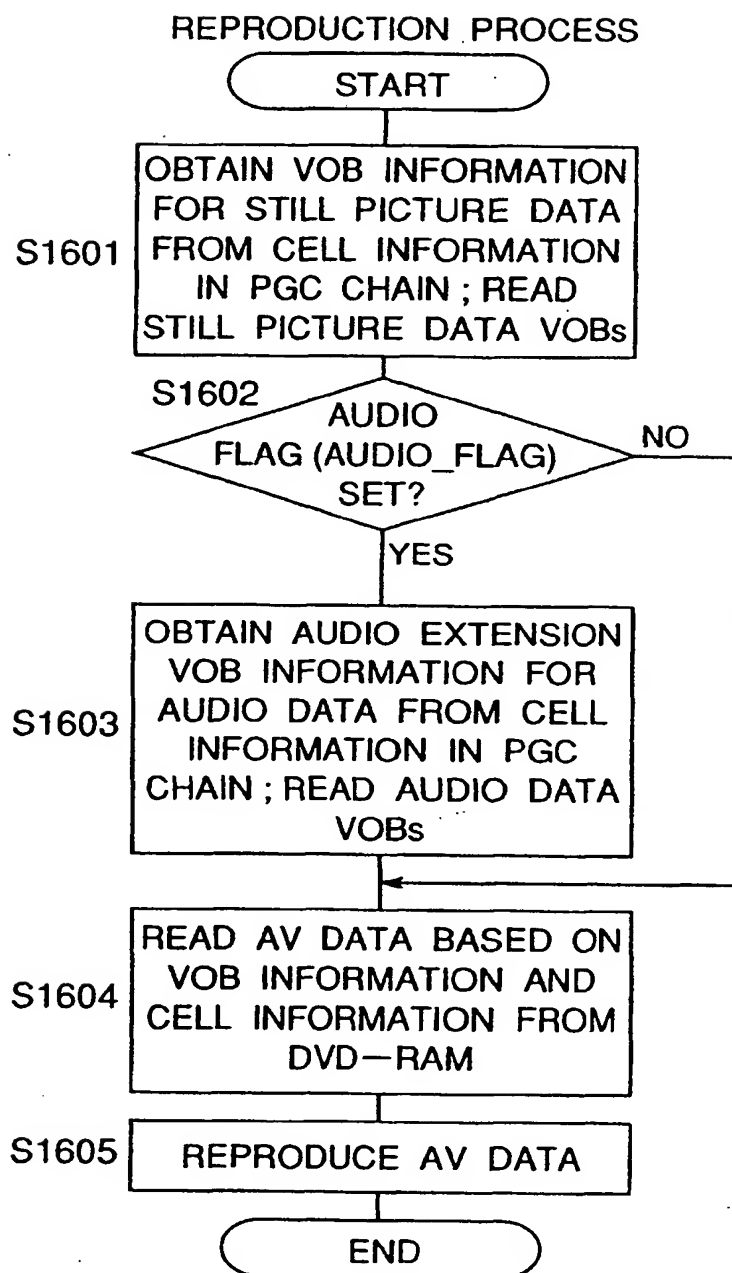 REPRODUCTION PROCESS
START
S1601
OBTAIN VOB INFORMATION
FOR STILL PICTURE DATA
FROM CELL INFORMATION
IN PGC CHAIN ; READ
STILL PICTURE DATA VOBs
S1602
AUDIO
FLAG (AUDIO_FLAG)
SET?
NO
YES
S1603
OBTAIN AUDIO EXTENSION
VOB INFORMATION FOR
AUDIO DATA FROM CELL
INFORMATION IN PGC
CHAIN ; READ AUDIO DATA
VOBs
S1604
READ AV DATA BASED ON
VOB INFORMATION AND
CELL INFORMATION FROM
DVD-RAM
S1605
REPRODUCE AV DATA
END